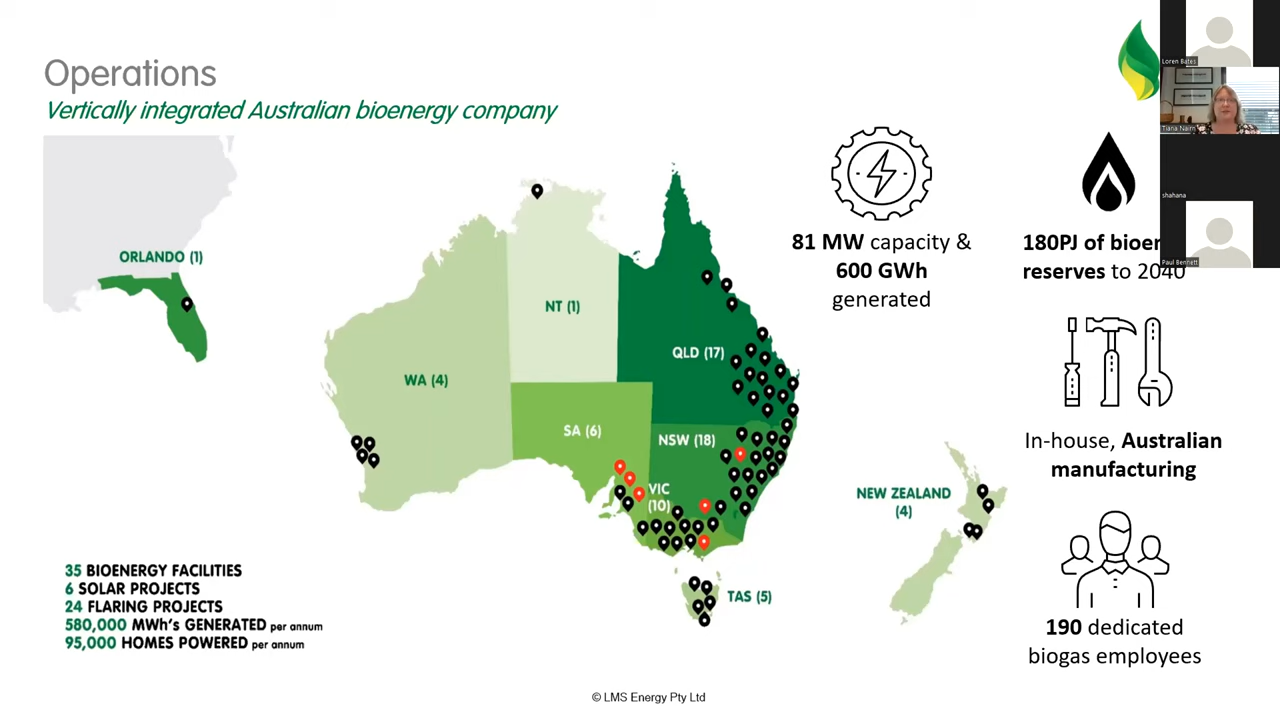 Operations
Vertically integrated Australian bioenergy company
ORLANDO (1)
NT (1)
QLD (17)
WA (4)
SA (6)
NSW (18)
VIC
(10)
TAS (5)
NEW ZEALAND
(4)
35 BIOENERGY FACILITIES
6 SOLAR PROJECTS
24 FLARING PROJECTS
580,000 MWh's GENERATED per annum
95,000 HOMES POWERED per annum
81 MW capacity &
600 GWh
generated
180PJ of
reserves to 2040
In-house, Australian
manufacturing
190 dedicated
biogas employees
© LMS Energy Pty Ltd
Loren Bates
Tiana Nairn
shahana
Paul Bennett